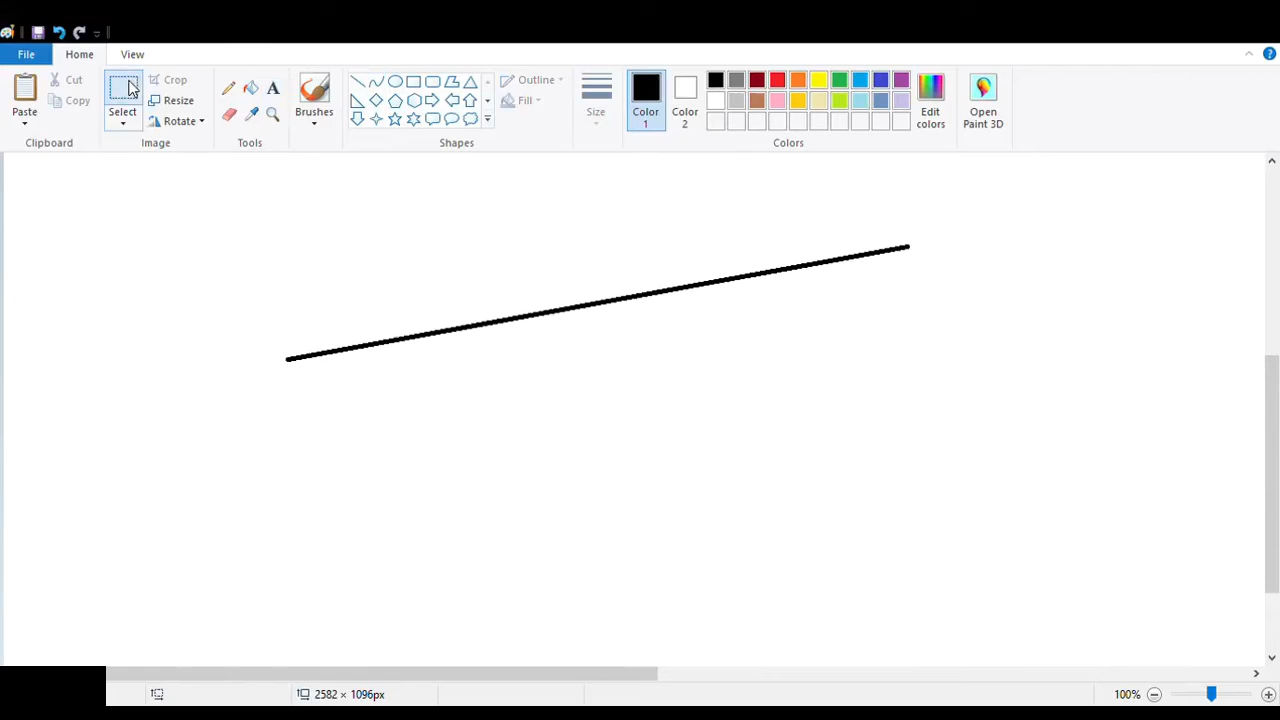 File Home View
Paste Cut Copy Clipboard
Select Crop Resize Rotate Image
Tools
Brushes
Outline Fill Shapes
Size
Color 1 Color 2 Edit colors Colors
Open Paint 3D
2582 × 1096px 100%